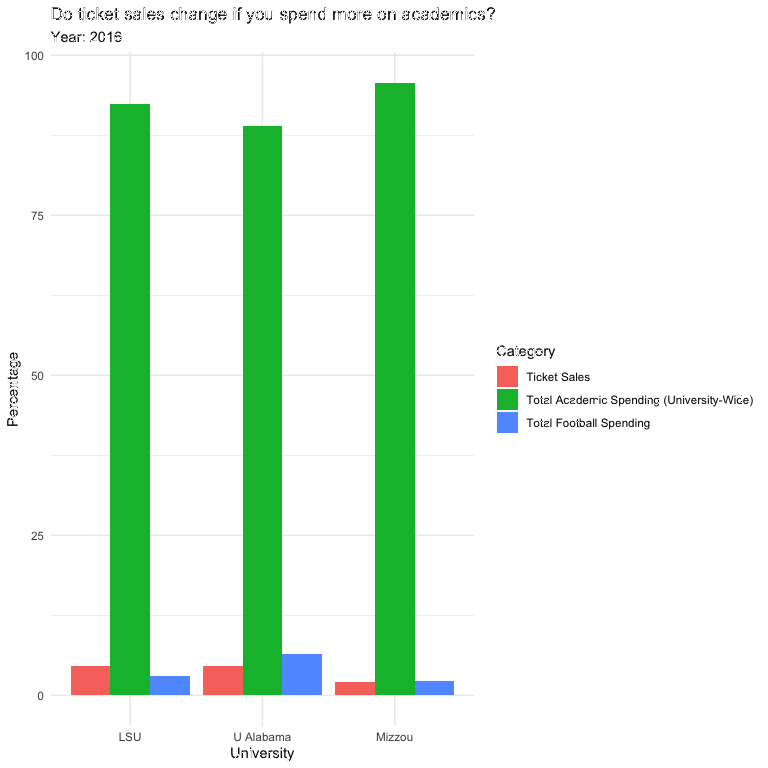 Do ticket sales change if you spend more on academics?
Year: 2016
100
75
50
25
0
Percentage
LSU
U Alabama
Mizzou
University
Category
Ticket Sales
Total Academic Spending (University-Wide)
Total Football Spending